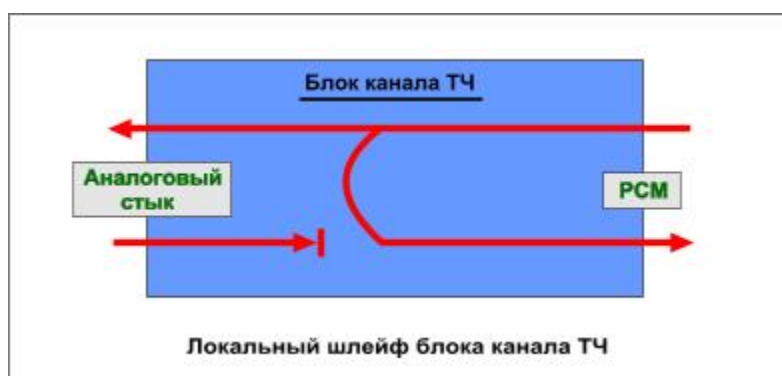 Блок канала ТЧ
Аналоговый
стык
PCM
Локальный шлейф блока канала ТЧ